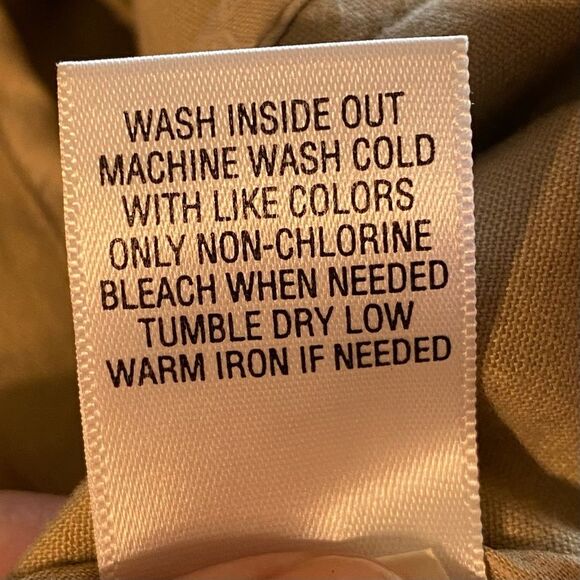 WASH INSIDE OUT
MACHINE WASH COLD
WITH LIKE COLORS
ONLY NON-CHLORINE
BLEACH WHEN NEEDED
TUMBLE DRY LOW
WARM IRON IF NEEDED